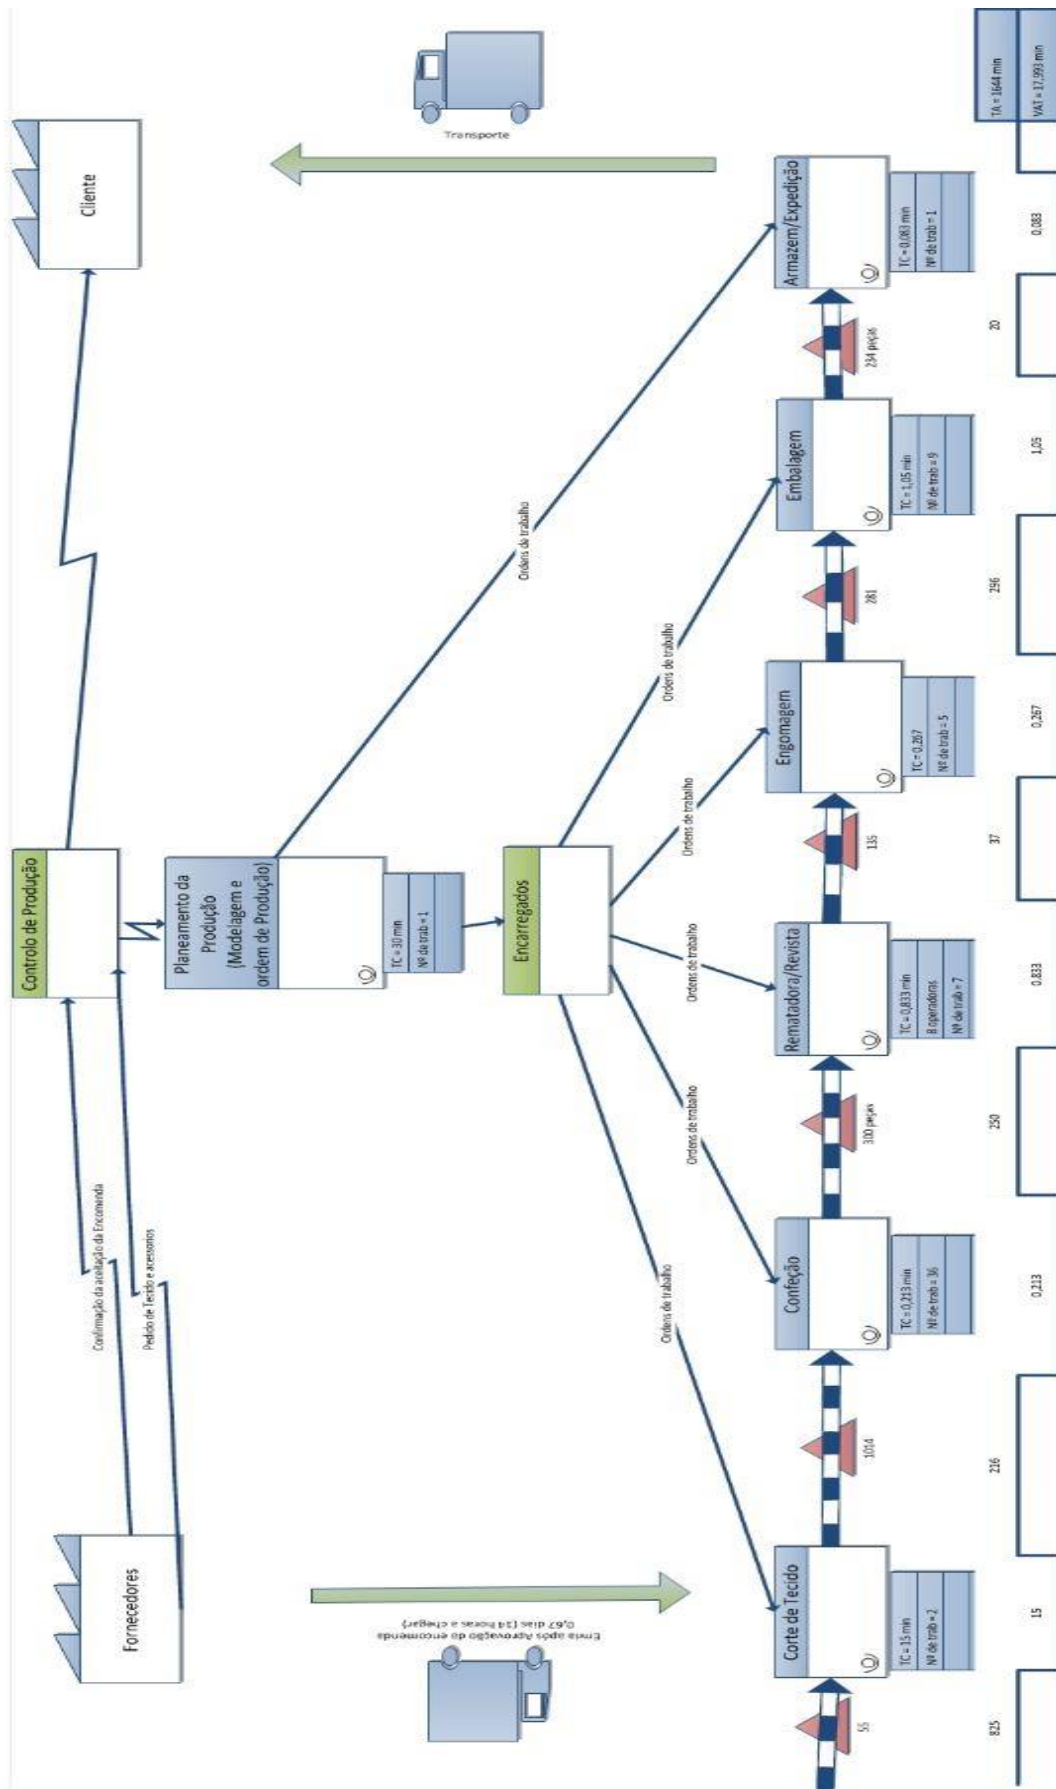 Fornecedores
Confirmação da aceitação da Encomenda
Pedido de Tecido e acessorios
Controlo de Produção
Cliente
Planeamento da
Produção
(Modelagem e
ordem de Produção)
TC = 30 min
Nº de trab = 1
Encarregados
Envia após Aprovação da encomenda
0,67 dias (14 horas a chegar)
Transporte
Ordens de trabalho
Ordens de trabalho
Ordens de trabalho
Ordens de trabalho
Ordens de trabalho
Ordens de trabalho
55
Corte de Tecido
TC = 15 min
Nº de trab = 2
1014
Confeção
TC = 0,213 min
Nº de trab = 36
300 peças
Rematadora/Revista
TC = 0,833 min
8 operadoras
Nº de trab = 7
135
Engomagem
TC = 0,267
Nº de trab = 5
281
Embalagem
TC = 1,05 min
Nº de trab = 9
234 peças
Armazem/Expedição
TC = 0,083 min
Nº de trab = 1
825
15
216
0,213
250
0,833
37
0,267
296
1,05
20
0,083
TA = 1644 min
VAT = 17,993 min